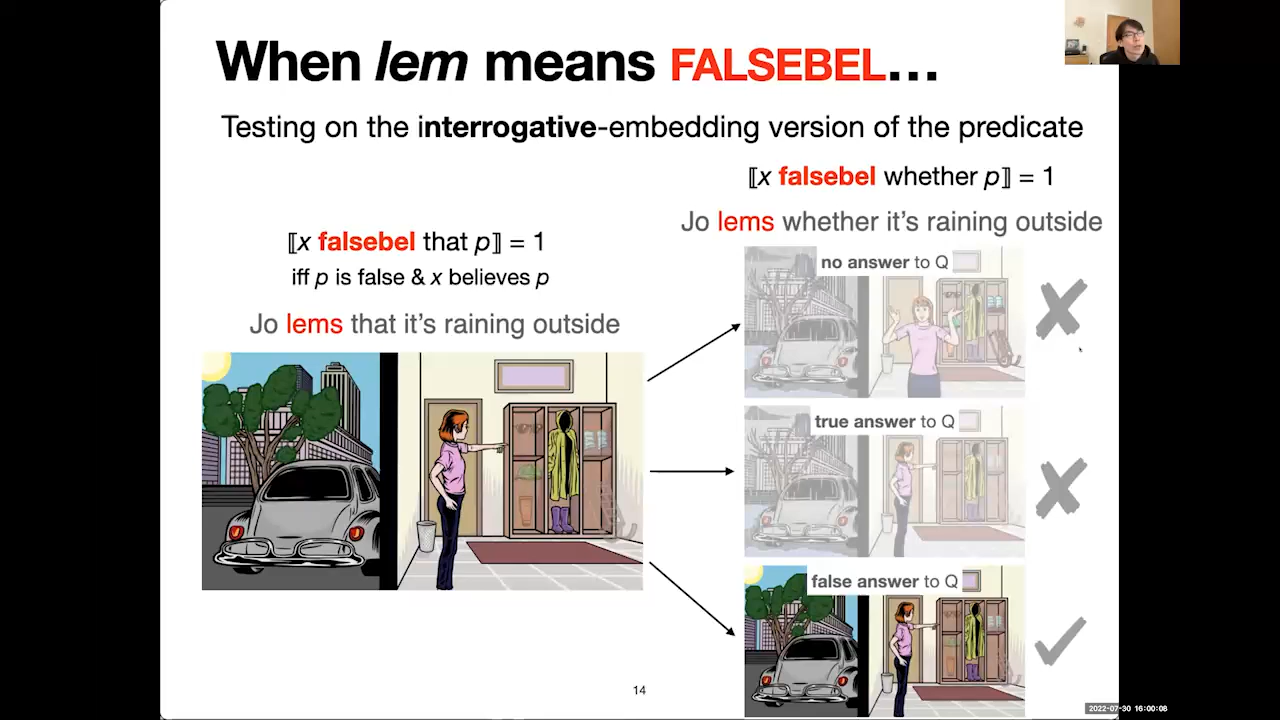 When lem means FALSEBEL…
Testing on the interrogative-embedding version of the predicate
⟦x falsebel that p⟧ = 1
iff p is false & x believes p
Jo lems that it's raining outside
⟦x falsebel whether p⟧ = 1
Jo lems whether it's raining outside
no answer to Q
true answer to Q
false answer to Q
14
2022-07-30 16:00:08